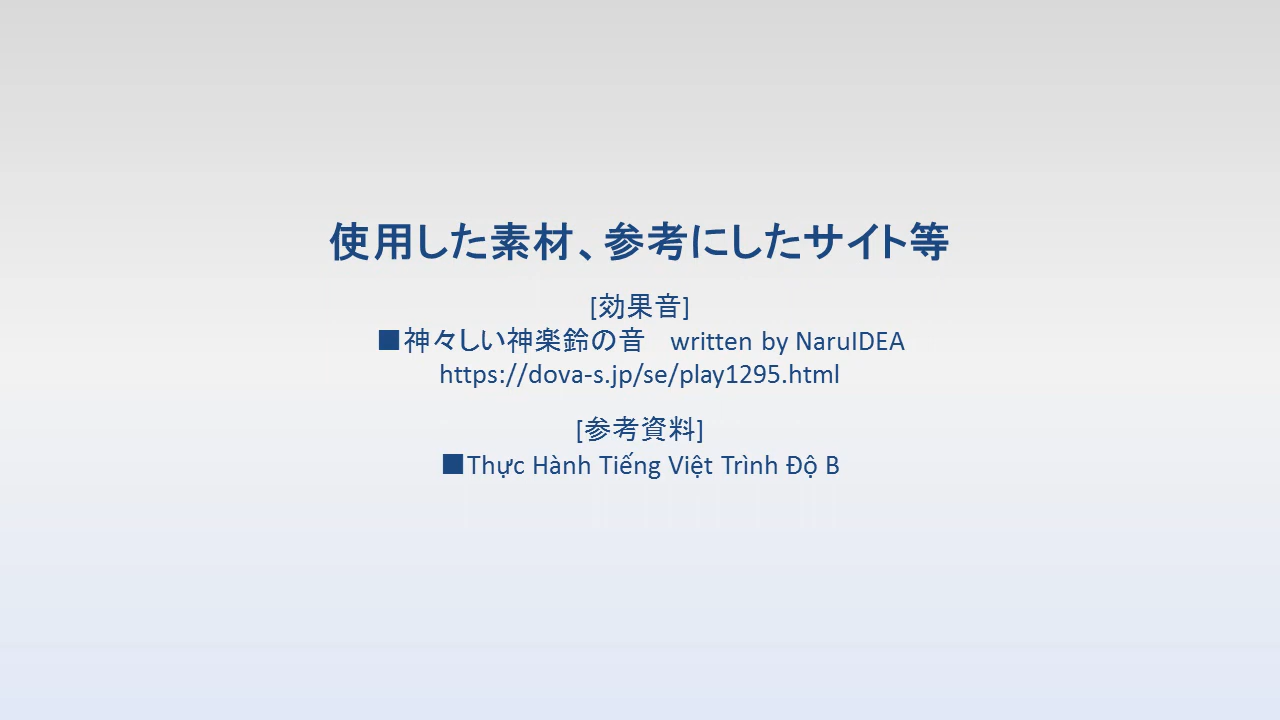 使用した素材、参考にしたサイト等
[効果音]
■神々しい神楽鈴の音　written by NaruIDEA
https://dova-s.jp/se/play1295.html
[参考資料]
■Thực Hành Tiếng Việt Trình Độ B